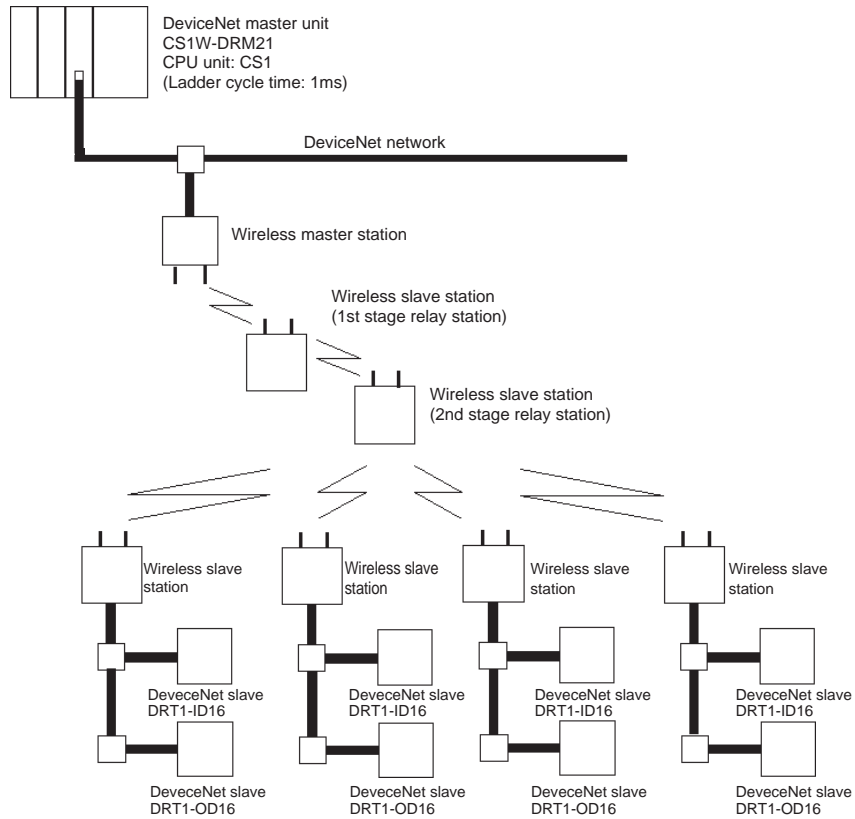 DeviceNet master unit
CS1W-DRM21
CPU unit: CS1
(Ladder cycle time: 1ms)
DeviceNet network
Wireless master station
Wireless slave station
(1st stage relay station)
Wireless slave station
(2nd stage relay station)
Wireless slave
station
Wireless slave
station
Wireless slave
station
Wireless slave
station
DeveceNet slave
DRT1-ID16
DeveceNet slave
DRT1-ID16
DeveceNet slave
DRT1-ID16
DeveceNet slave
DRT1-ID16
DeveceNet slave
DRT1-OD16
DeveceNet slave
DRT1-OD16
DeveceNet slave
DRT1-OD16
DeveceNet slave
DRT1-OD16